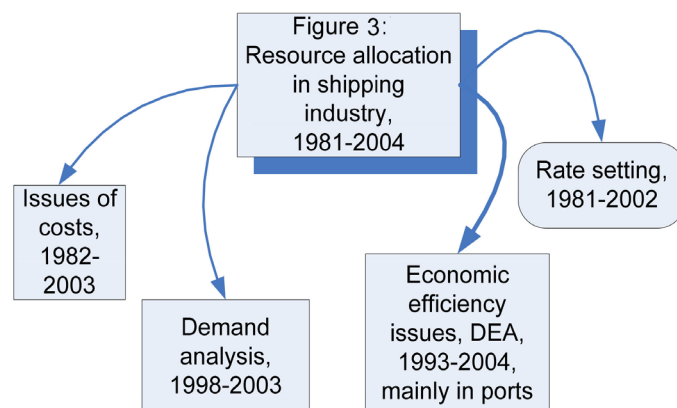 Figure 3:
Resource allocation
in shipping
industry,
1981-2004
Issues of
costs,
1982-
2003
Demand
analysis,
1998-2003
Economic
efficiency
issues, DEA,
1993-2004,
mainly in ports
Rate setting,
1981-2002